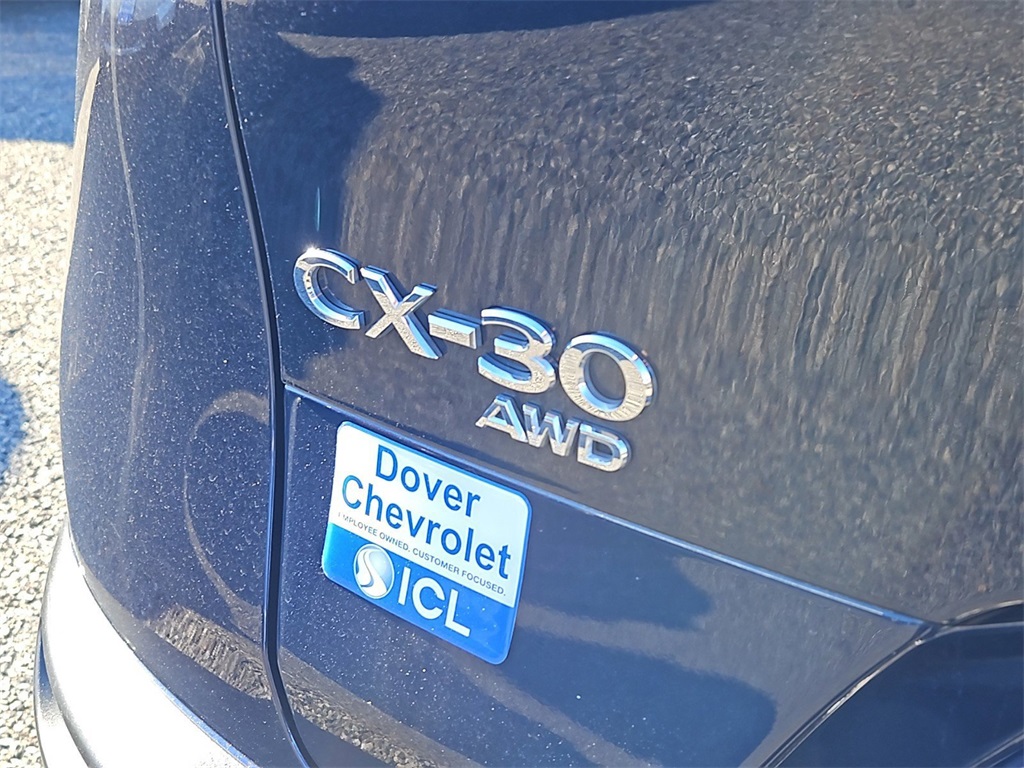 CX-30
AWD
Dover
Chevrolet
EMPLOYEE OWNED. CUSTOMER FOCUSED.
ICL